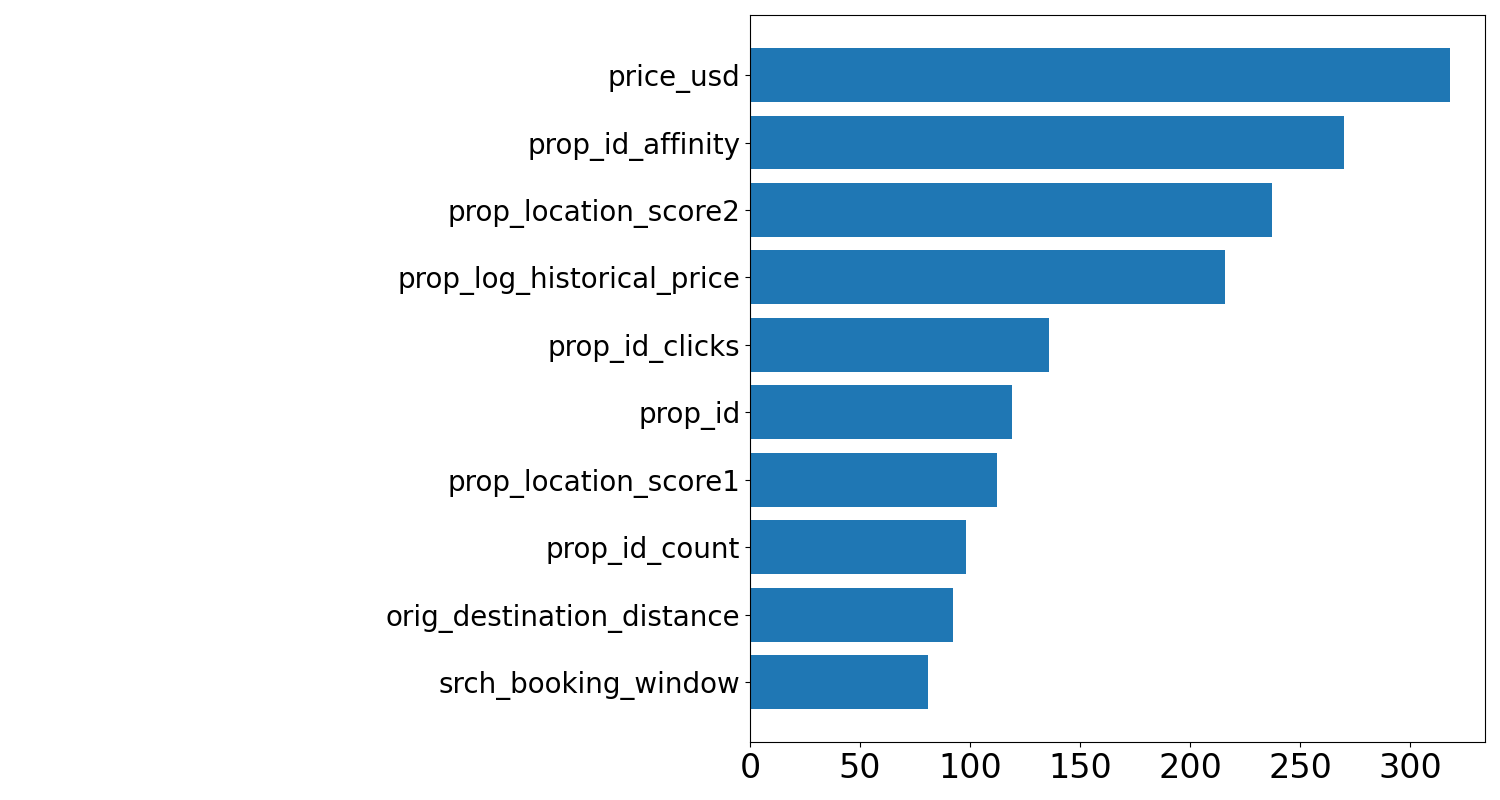 price_usd
prop_id_affinity
prop_location_score2
prop_log_historical_price
prop_id_clicks
prop_id
prop_location_score1
prop_id_count
orig_destination_distance
srch_booking_window
0 50 100 150 200 250 300